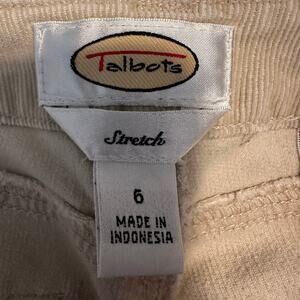 Talbots
Stretch
6
MADE IN
INDONESIA